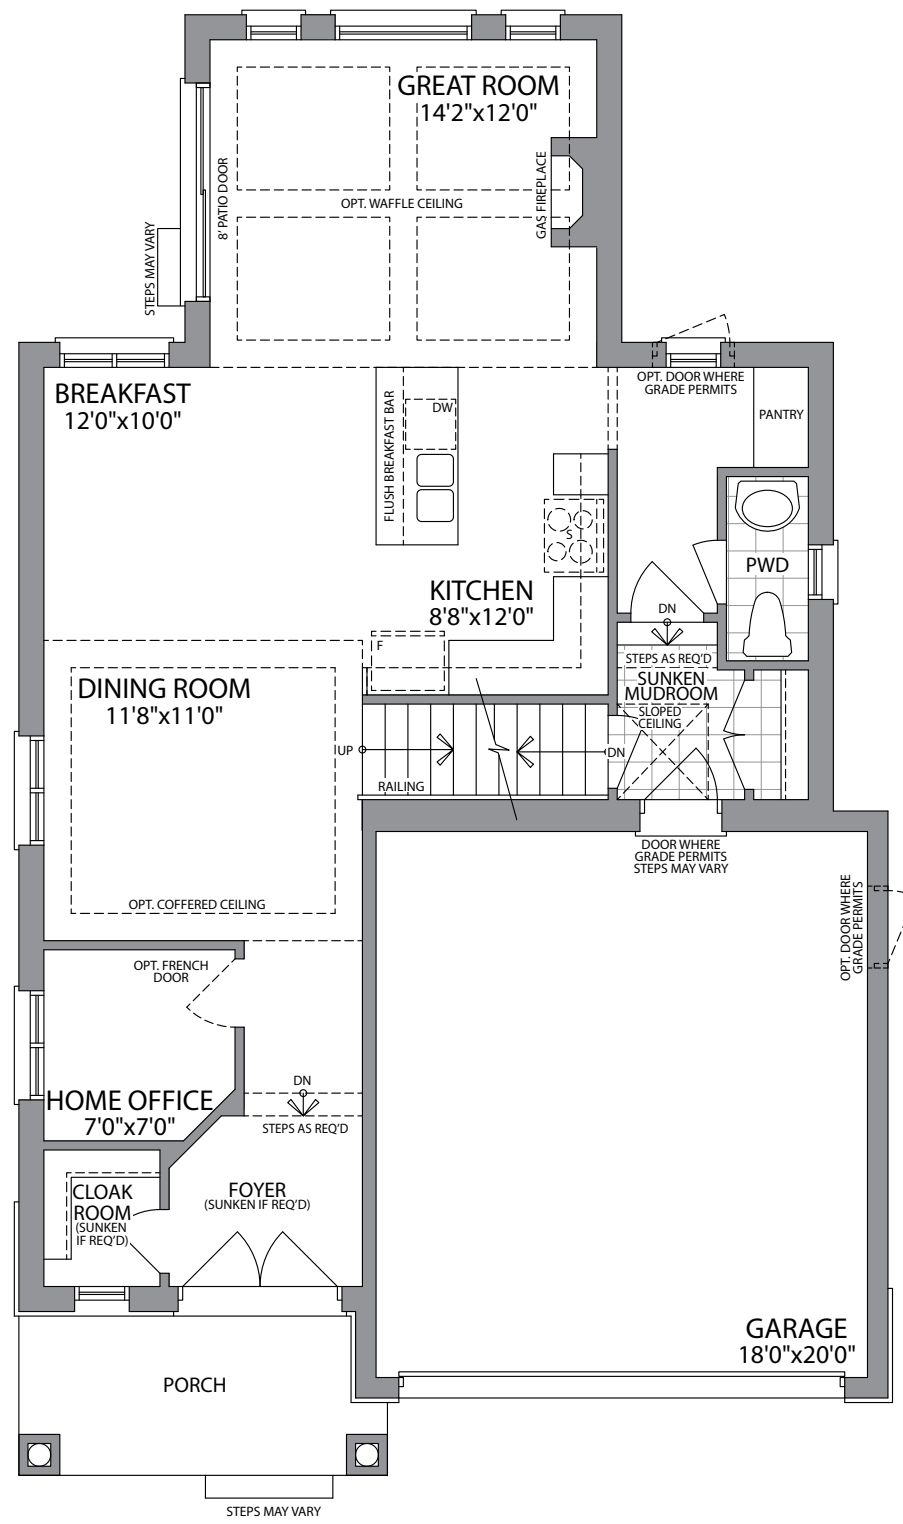 GREAT ROOM
14'2"x12'0"
8' PATIO DOOR
GAS FIREPLACE
OPT. WAFFLE CEILING
STEPS MAY VARY
BREAKFAST
12'0"x10'0"
FLUSH BREAKFAST BAR
DW
OPT. DOOR WHERE
GRADE PERMITS
PANTRY
S
PWD
KITCHEN
8'8"x12'0"
F
DN
STEPS AS REQ'D
SUNKEN
MUDROOM
SLOPED
CEILING
DINING ROOM
11'8"x11'0"
UP
DN
RAILING
DOOR WHERE
GRADE PERMITS
STEPS MAY VARY
OPT. DOOR WHERE
GRADE PERMITS
OPT. COFFERED CEILING
OPT. FRENCH
DOOR
HOME OFFICE
7'0"x7'0"
DN
STEPS AS REQ'D
CLOAK
ROOM
(SUNKEN
IF REQ'D)
FOYER
(SUNKEN IF REQ'D)
GARAGE
18'0"x20'0"
PORCH
STEPS MAY VARY